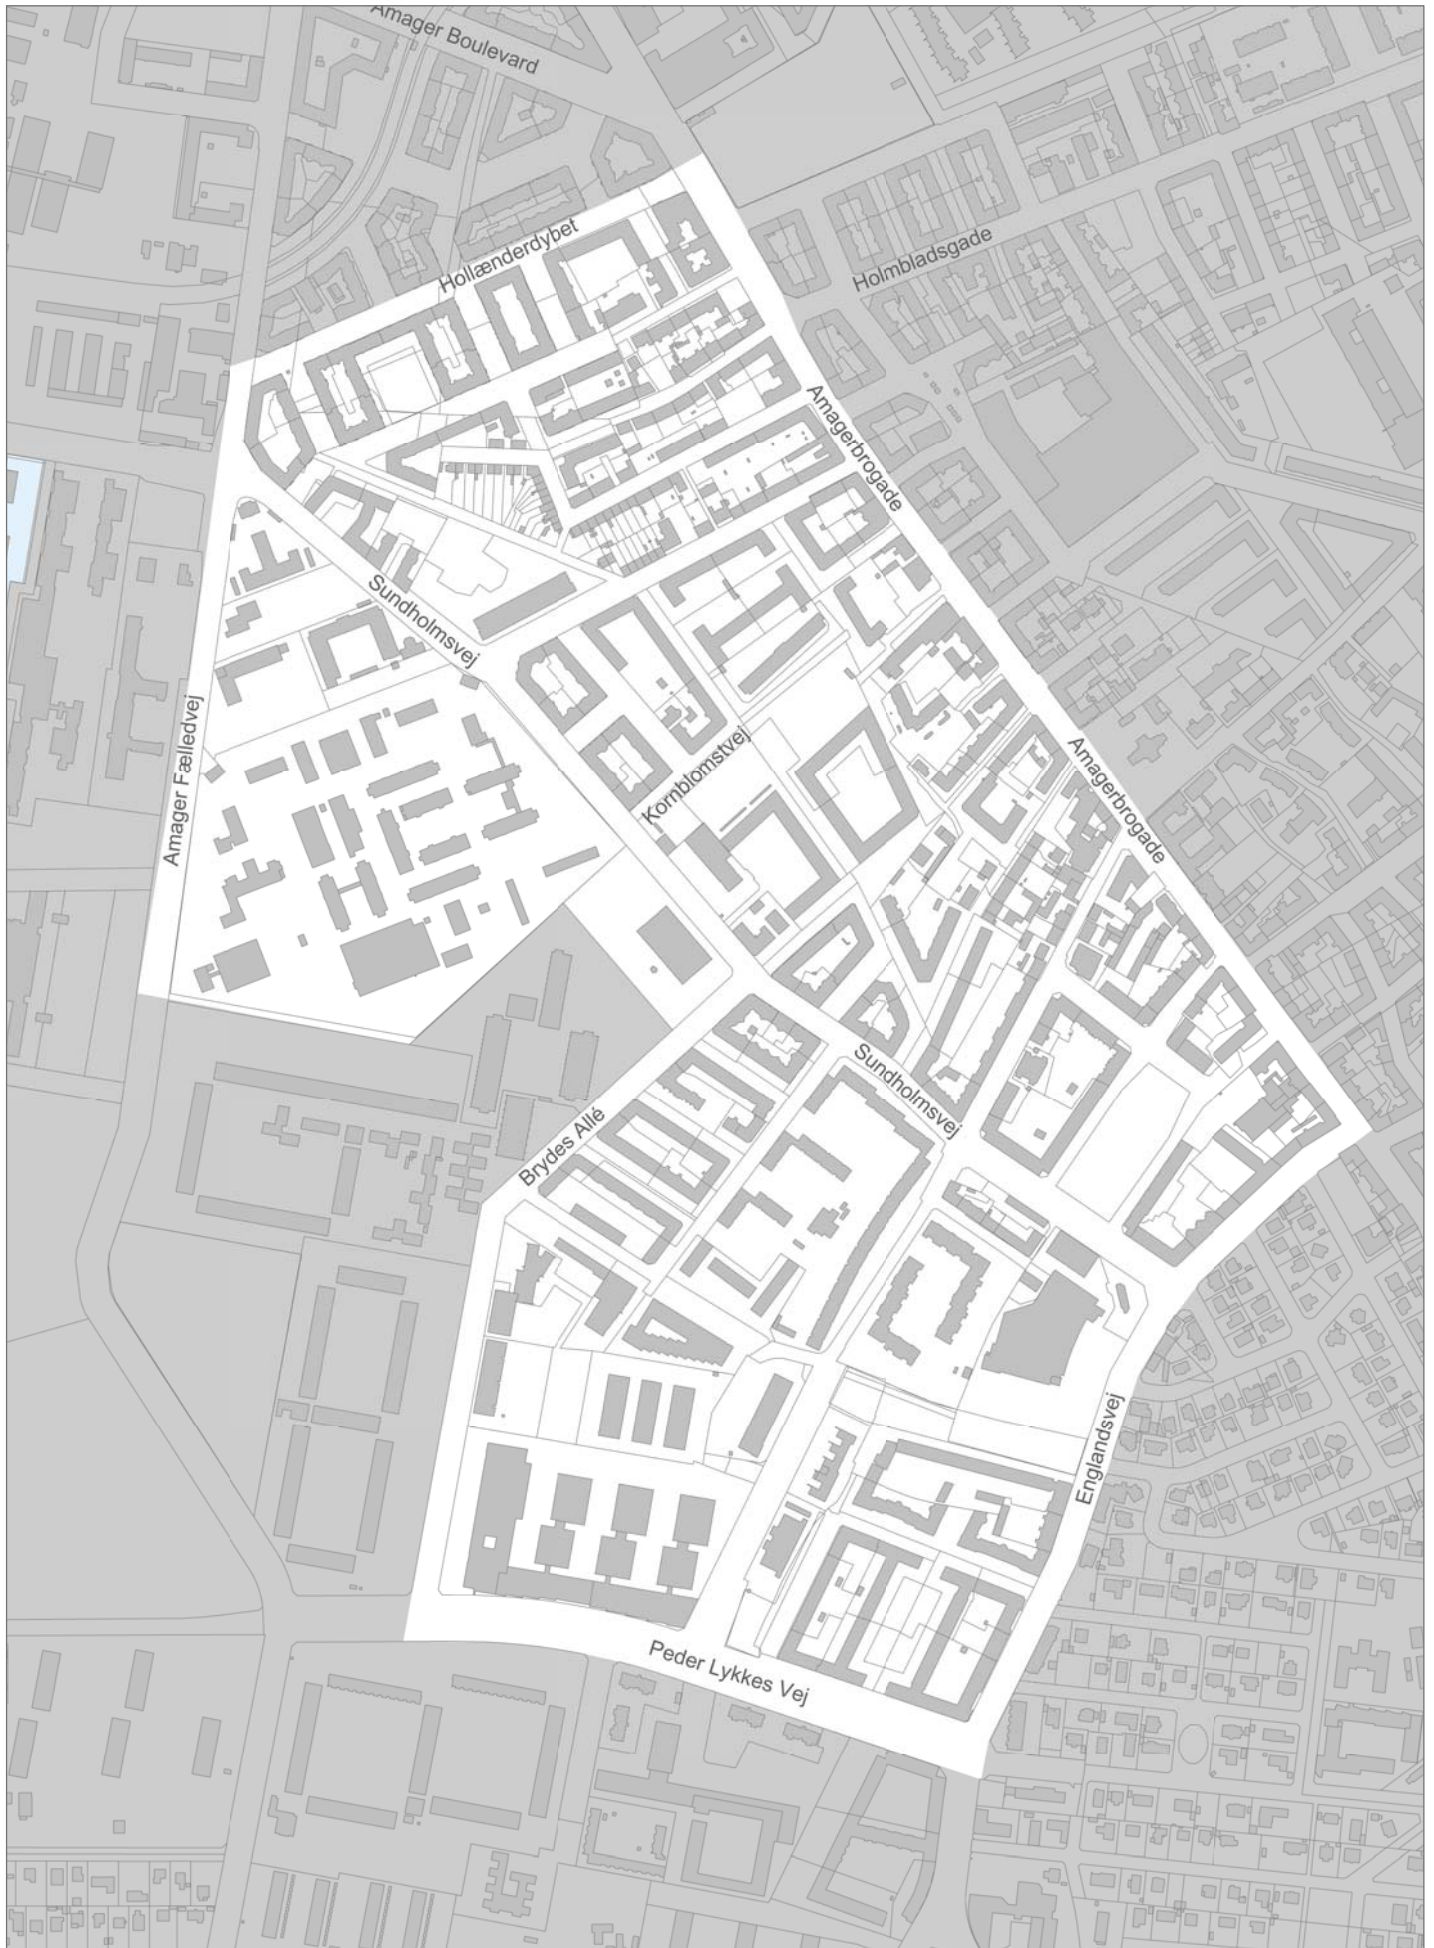 Amager Boulevard
Hollænderdybet
Holmbladsgade
Amagerbrogade
Sundholmsvej
Amager Fælledvej
Kornblomstvej
Amagerbrogade
Sundholmsvej
Brydes Allé
Englandsvej
Peder Lykkes Vej